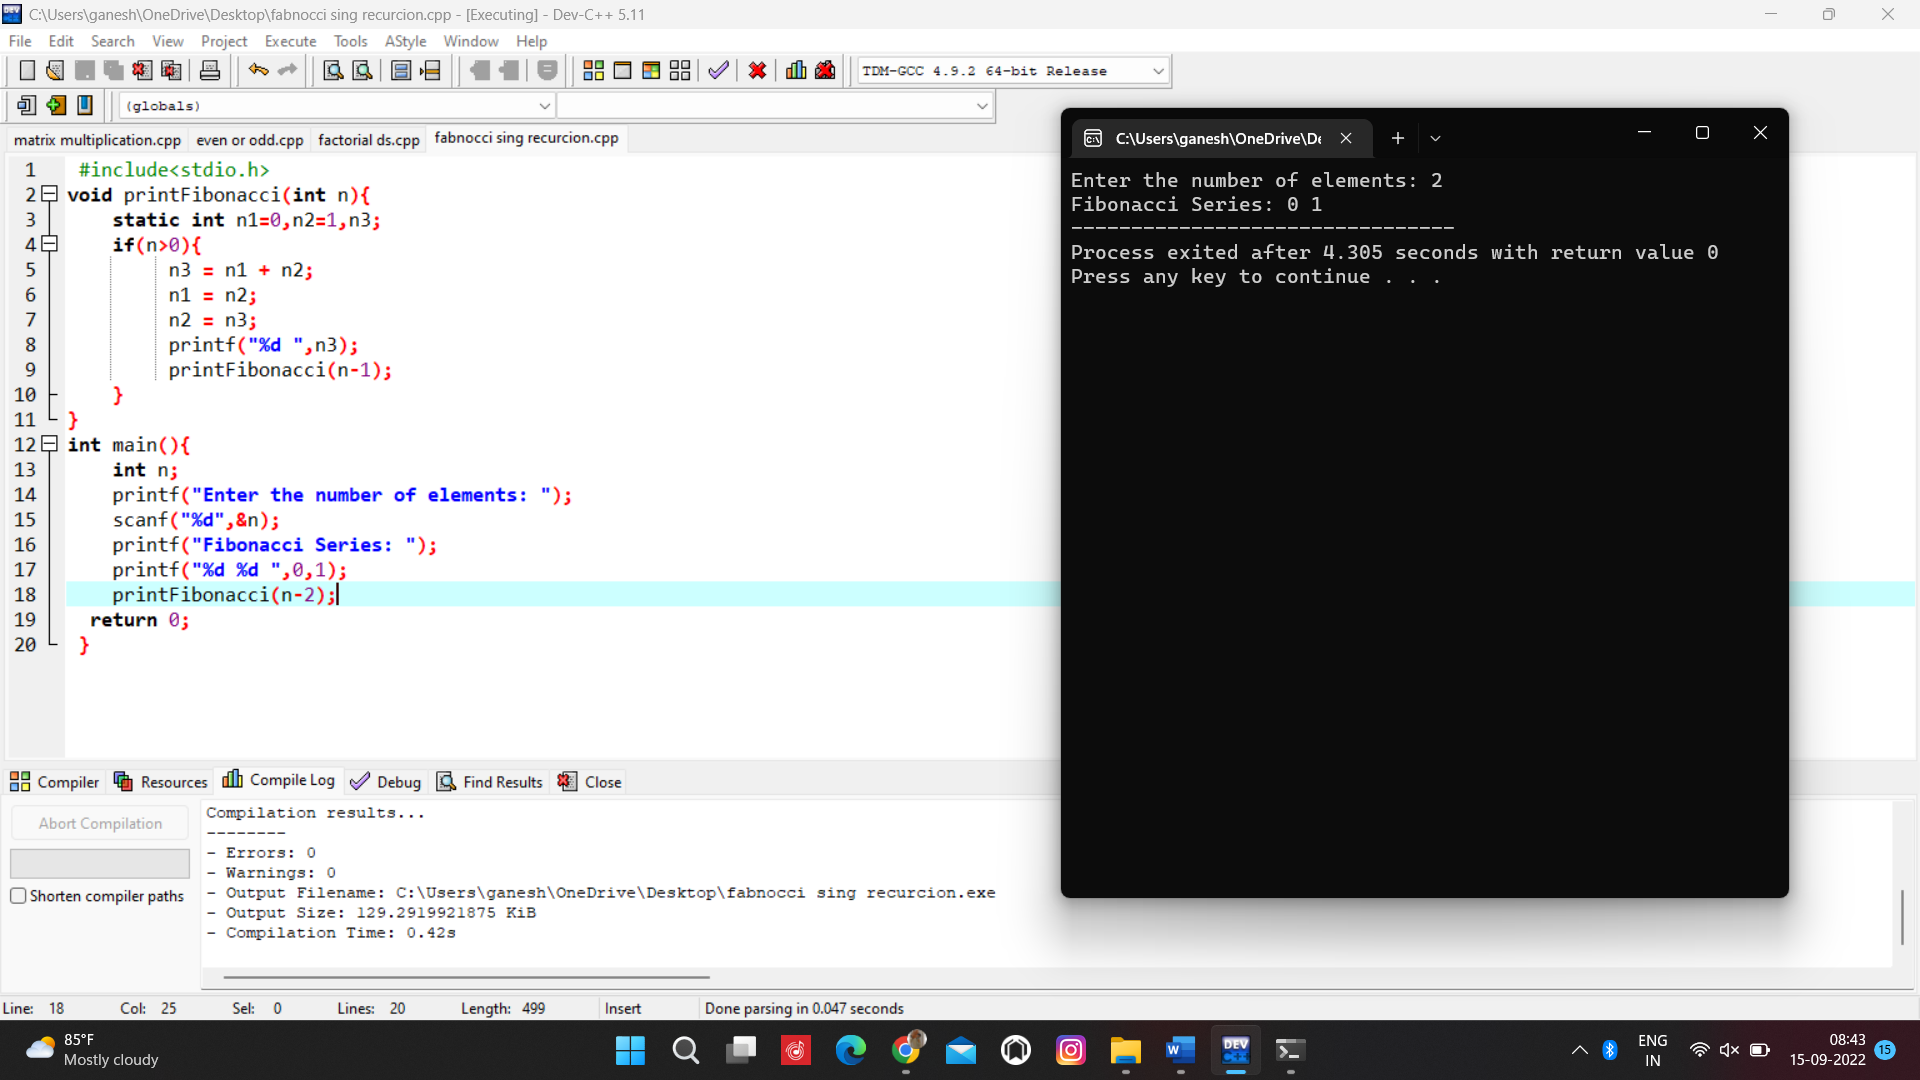 C:\Users\ganesh\OneDrive\Desktop\fabnocci sing recurcion.cpp - [Executing] - Dev-C++ 5.11
File Edit Search View Project Execute Tools AStyle Window Help
TDM-GCC 4.9.2 64-bit Release
(globals)
matrix multiplication.cpp even or odd.cpp factorial ds.cpp fabnocci sing recurcion.cpp
1 #include<stdio.h>
2 void printFibonacci(int n){
3 static int n1=0,n2=1,n3;
4 if(n>0){
5 n3 = n1 + n2;
6 n1 = n2;
7 n2 = n3;
8 printf("%d ",n3);
9 printFibonacci(n-1);
10 }
11 }
12 int main(){
13 int n;
14 printf("Enter the number of elements: ");
15 scanf("%d",&n);
16 printf("Fibonacci Series: ");
17 printf("%d %d ",0,1);
18 printFibonacci(n-2);
19 return 0;
20 }
C:\Users\ganesh\OneDrive\De
Enter the number of elements: 2
Fibonacci Series: 0 1
--------------------------------
Process exited after 4.305 seconds with return value 0
Press any key to continue . . .
Compiler Resources Compile Log Debug Find Results Close
Abort Compilation
Shorten compiler paths
Compilation results...
--------
- Errors: 0
- Warnings: 0
- Output Filename: C:\Users\ganesh\OneDrive\Desktop\fabnocci sing recurcion.exe
- Output Size: 129.2919921875 KiB
- Compilation Time: 0.42s
Line: 18 Col: 25 Sel: 0 Lines: 20 Length: 499 Insert Done parsing in 0.047 seconds
85°F
Mostly cloudy
DEV
C++
ENG
IN
08:43
15-09-2022
15